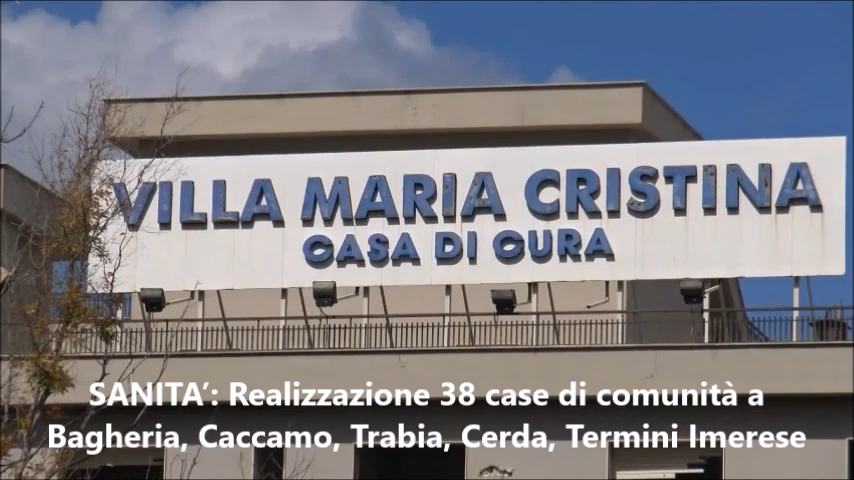 VILLA MARIA CRISTINA
CASA DI CURA
SANITA’: Realizzazione 38 case di comunità a
Bagheria, Caccamo, Trabia, Cerda, Termini Imerese